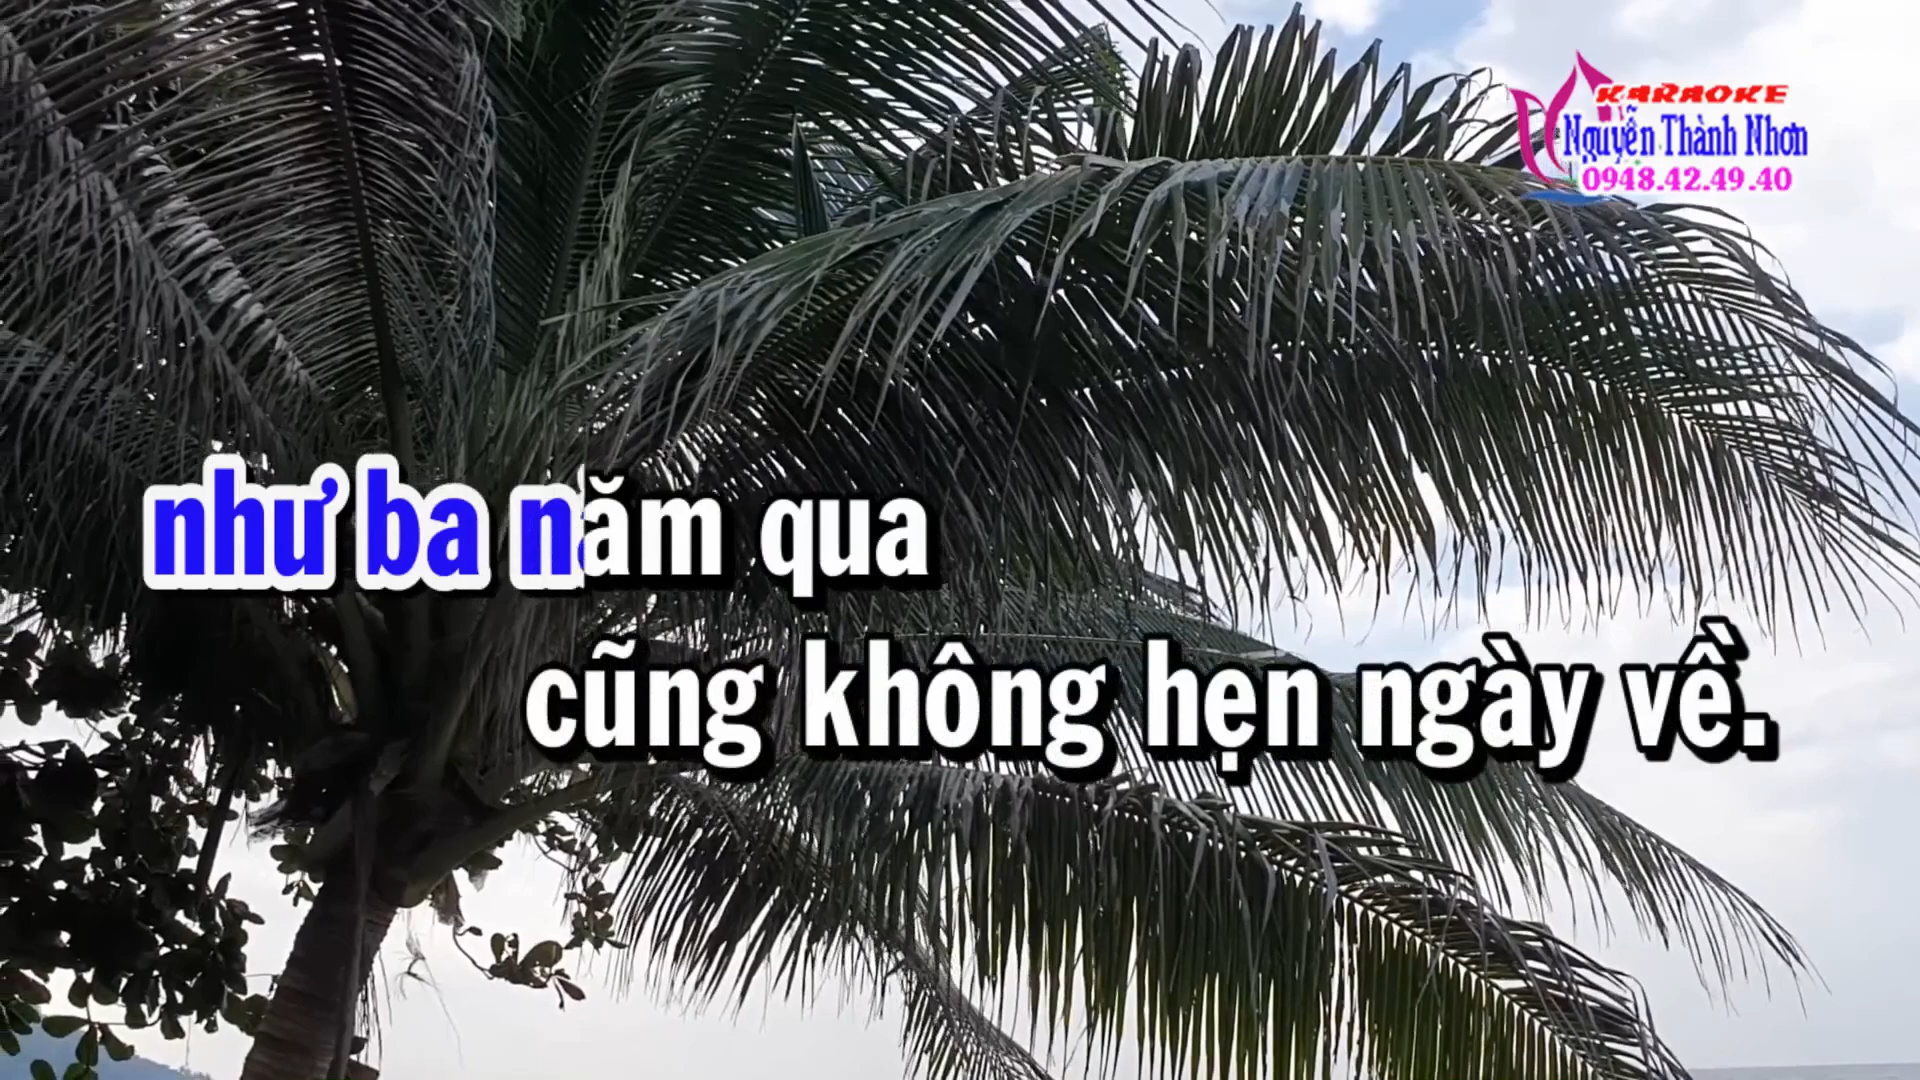 KARAOKE
Nguyễn Thành Nhơn
0948.42.49.40
như ba năm qua
cũng không hẹn ngày về.